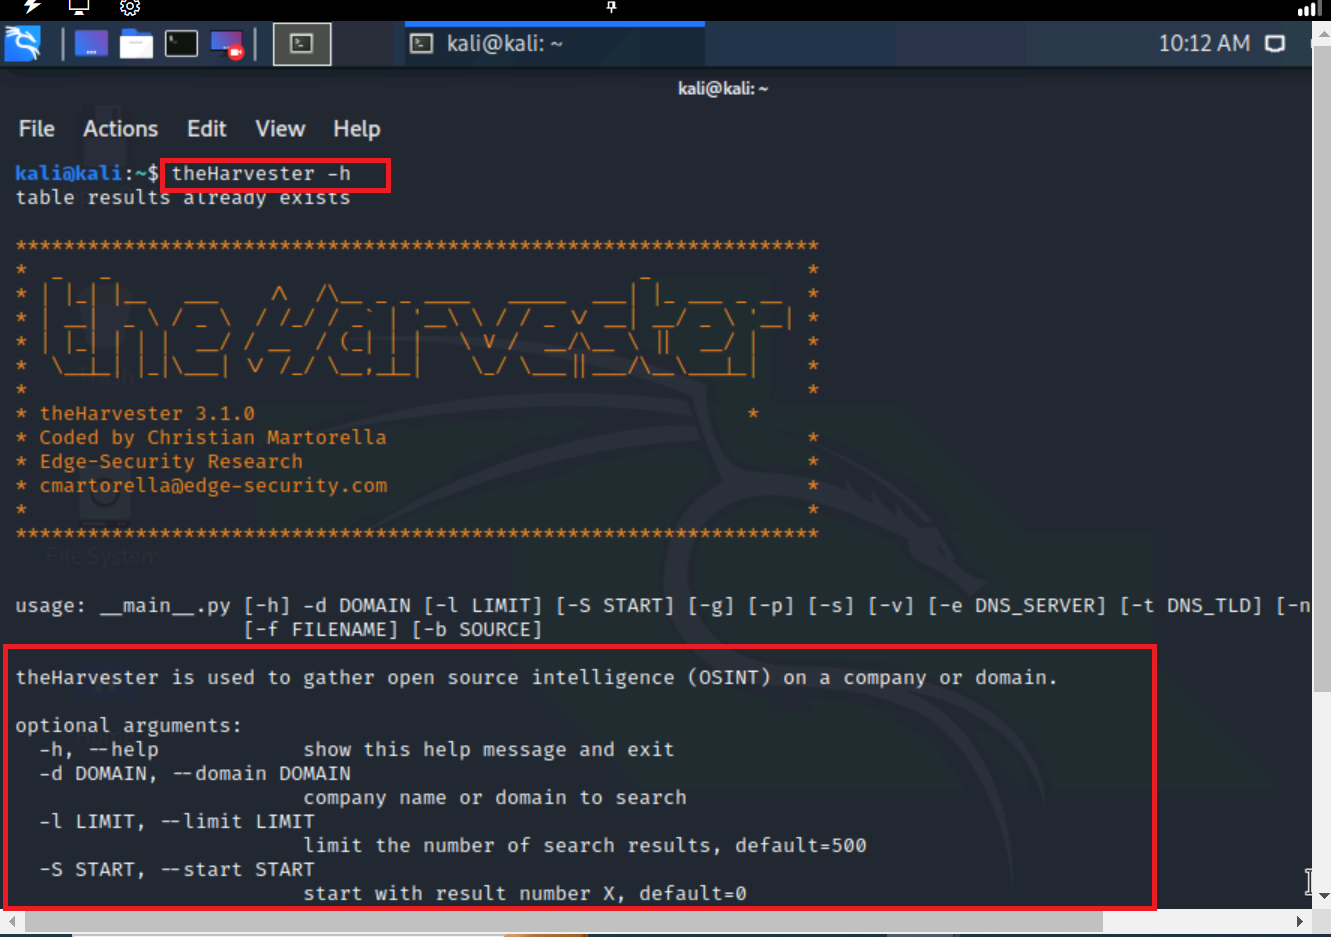 kali@kali: ~
10:12 AM
kali@kali: ~
File Actions Edit View Help
kali@kali:~$ theHarvester -h
table results already exists
*******************************************************************
theHarvester
* theHarvester 3.1.0 *
* Coded by Christian Martorella *
* Edge-Security Research *
* cmartorella@edge-security.com *
* *
*******************************************************************
File System
usage: __main__.py [-h] -d DOMAIN [-l LIMIT] [-S START] [-g] [-p] [-s] [-v] [-e DNS_SERVER] [-t DNS_TLD] [-n
[-f FILENAME] [-b SOURCE]
theHarvester is used to gather open source intelligence (OSINT) on a company or domain.
optional arguments:
-h, --help show this help message and exit
-d DOMAIN, --domain DOMAIN
company name or domain to search
-l LIMIT, --limit LIMIT
limit the number of search results, default=500
-S START, --start START
start with result number X, default=0